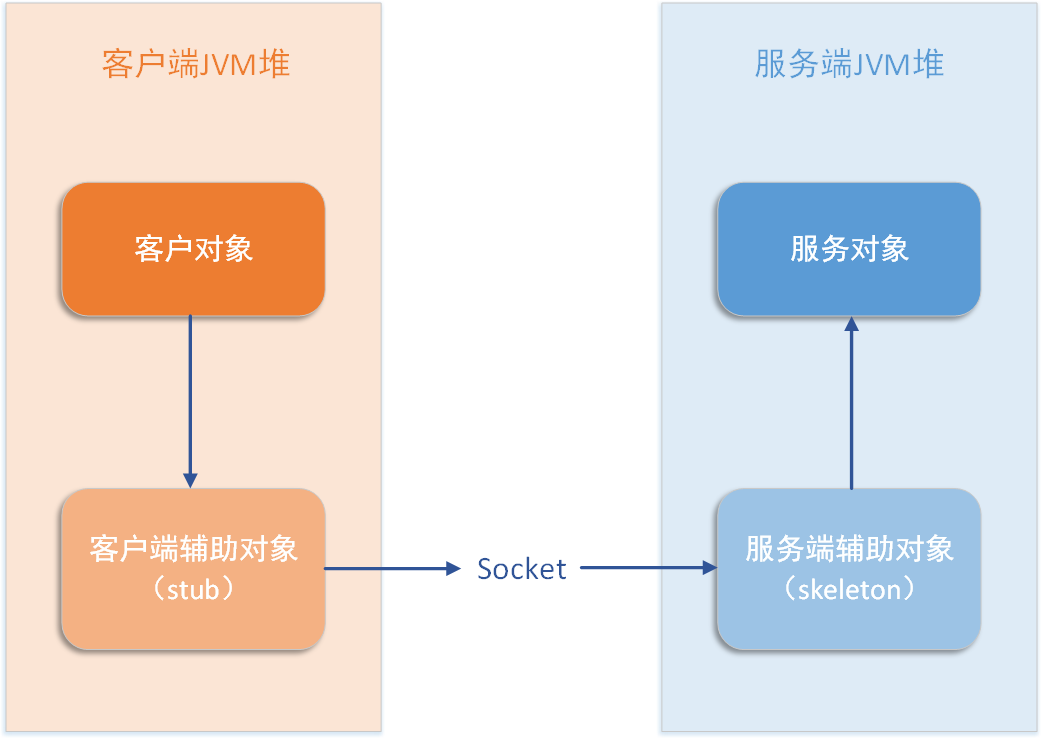 客户端JVM堆
服务端JVM堆
客户对象
服务对象
客户端辅助对象
（stub）
Socket
服务端辅助对象
（skeleton）